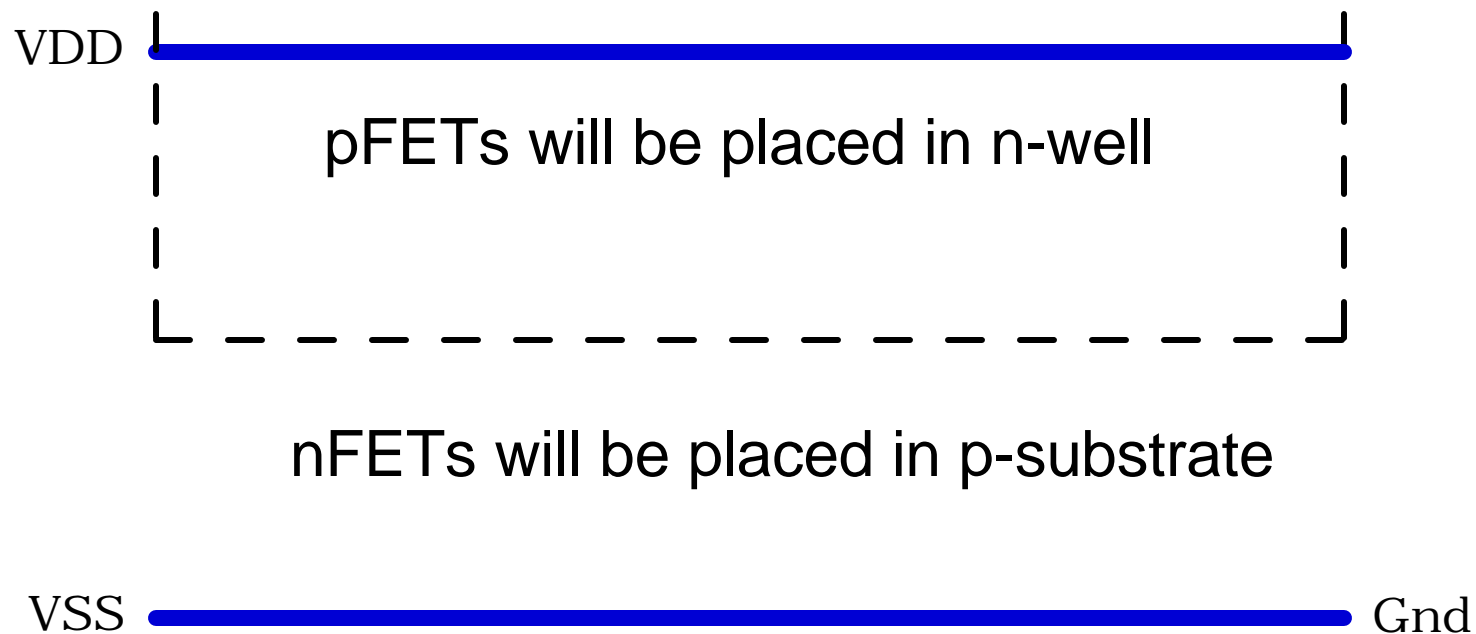 VDD
pFETs will be placed in n-well
nFETs will be placed in p-substrate
VSS
Gnd